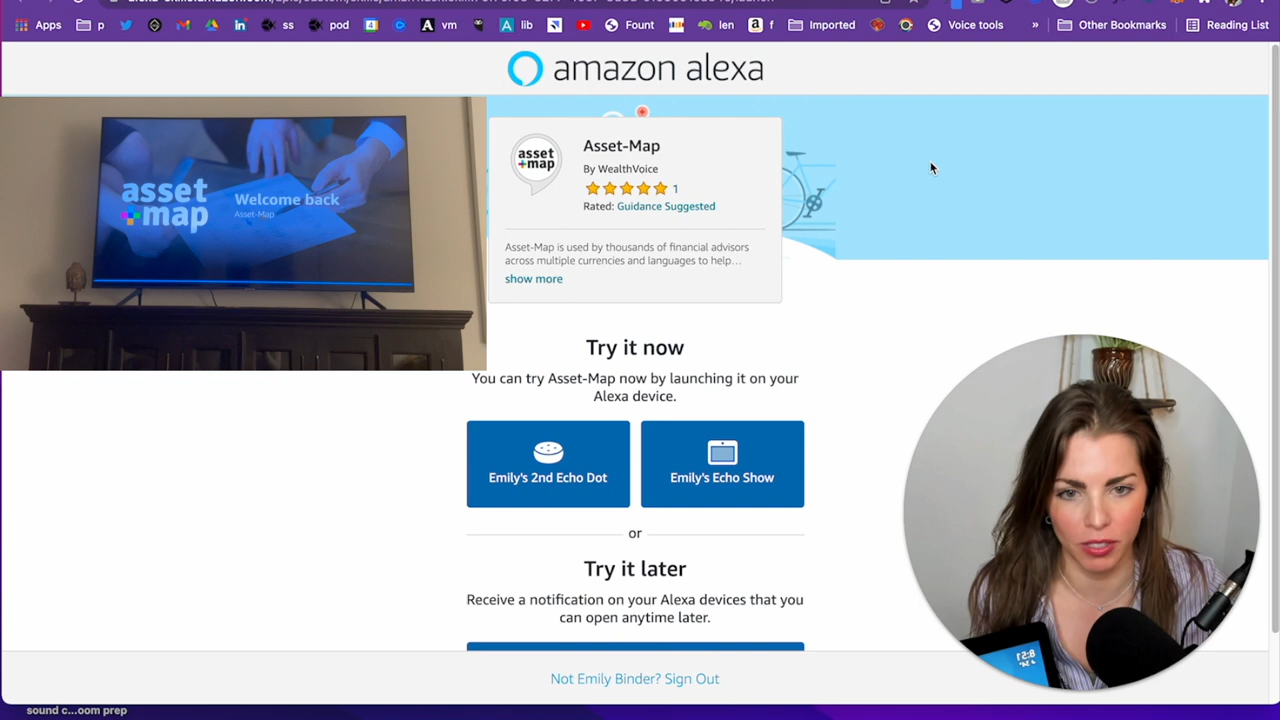 Apps
p
ss
pod
4
vm
lib
Fount
len
f
Imported
Voice tools
»
Other Bookmarks
Reading List
amazon alexa
asset
map
Welcome back
Asset-Map
asset
map
Asset-Map
By WealthVoice
1
Rated: Guidance Suggested
Asset-Map is used by thousands of financial advisors
across multiple currencies and languages to help...
show more
Try it now
You can try Asset-Map now by launching it on your
Alexa device.
Emily's 2nd Echo Dot
Emily's Echo Show
or
Try it later
Receive a notification on your Alexa devices that you
can open anytime later.
8:51
Not Emily Binder? Sign Out
sound c...oom prep